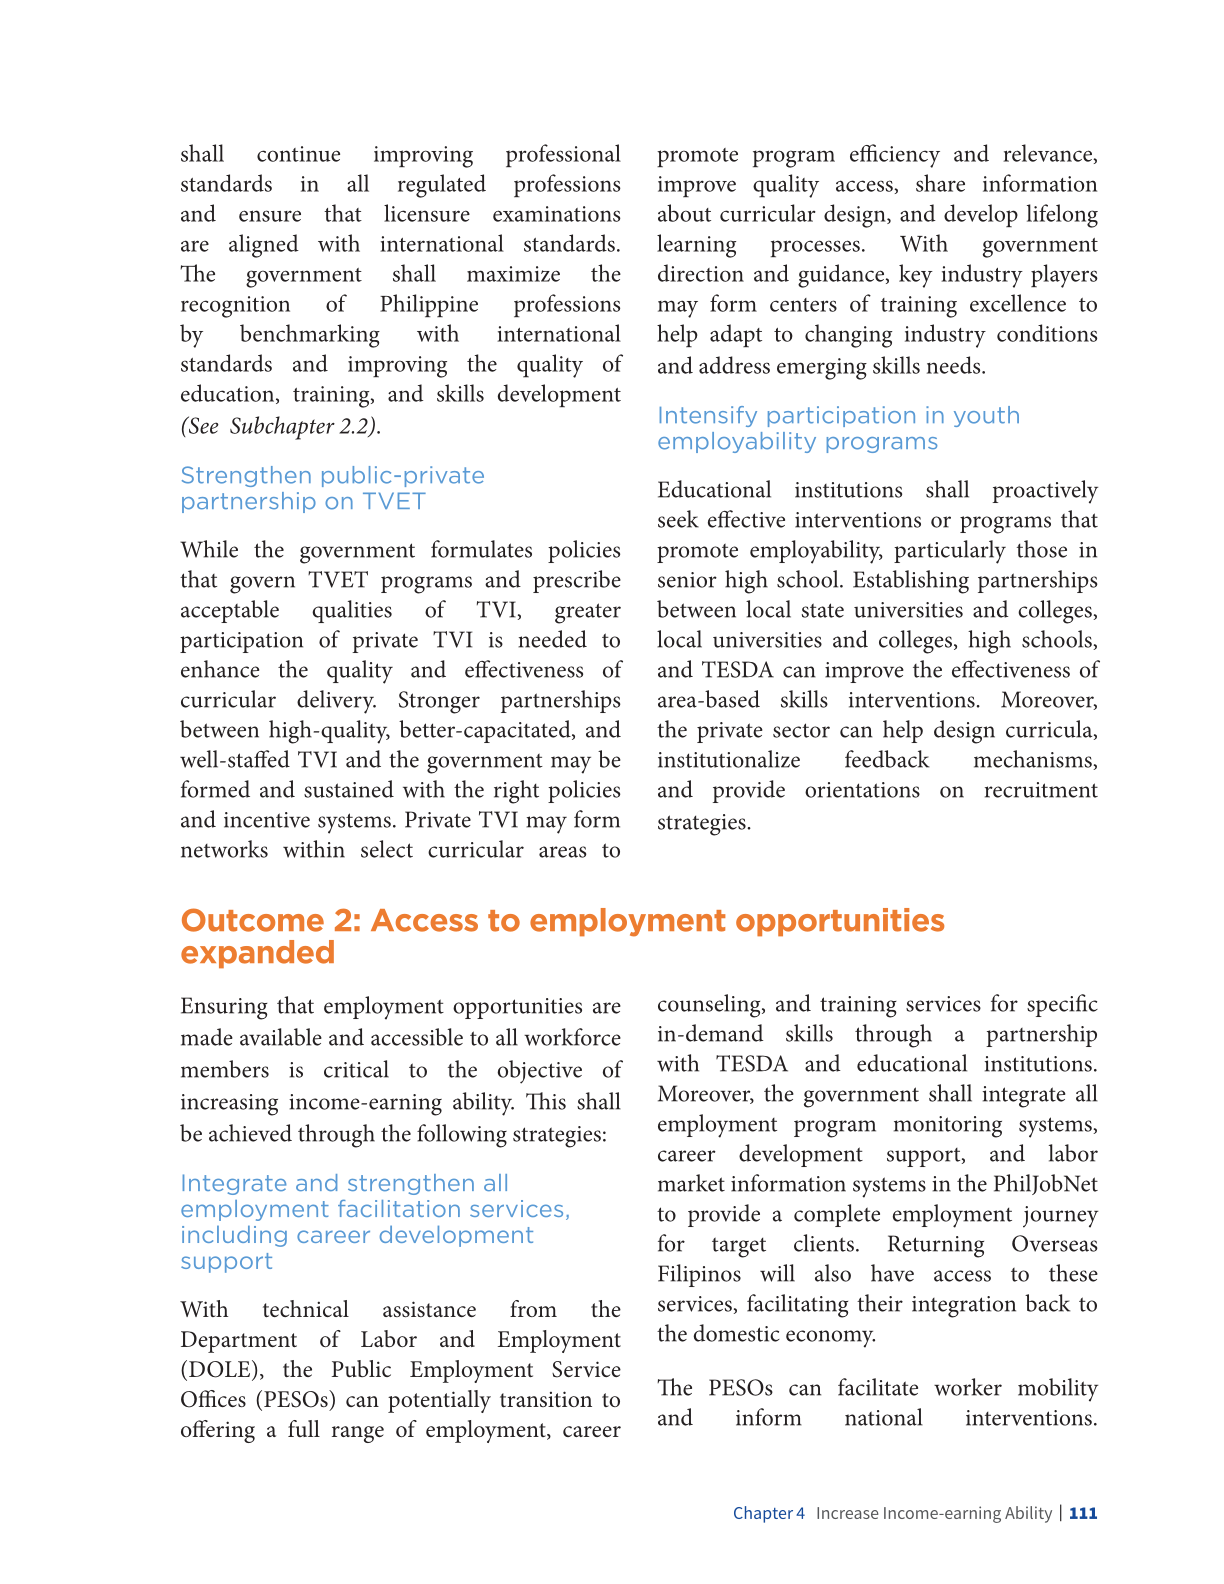 shall continue improving professional
standards in all regulated professions
and ensure that licensure examinations
are aligned with international standards.
The government shall maximize the
recognition of Philippine professions
by benchmarking with international
standards and improving the quality of
education, training, and skills development
(See Subchapter 2.2).
Strengthen public-private
partnership on TVET
While the government formulates policies
that govern TVET programs and prescribe
acceptable qualities of TVI, greater
participation of private TVI is needed to
enhance the quality and effectiveness of
curricular delivery. Stronger partnerships
between high-quality, better-capacitated, and
well-staffed TVI and the government may be
formed and sustained with the right policies
and incentive systems. Private TVI may form
networks within select curricular areas to
promote program efficiency and relevance,
improve quality access, share information
about curricular design, and develop lifelong
learning processes. With government
direction and guidance, key industry players
may form centers of training excellence to
help adapt to changing industry conditions
and address emerging skills needs.
Intensify participation in youth
employability programs
Educational institutions shall proactively
seek effective interventions or programs that
promote employability, particularly those in
senior high school. Establishing partnerships
between local state universities and colleges,
local universities and colleges, high schools,
and TESDA can improve the effectiveness of
area-based skills interventions. Moreover,
the private sector can help design curricula,
institutionalize feedback mechanisms,
and provide orientations on recruitment
strategies.
Outcome 2: Access to employment opportunities
expanded
Ensuring that employment opportunities are
made available and accessible to all workforce
members is critical to the objective of
increasing income-earning ability. This shall
be achieved through the following strategies:
Integrate and strengthen all
employment facilitation services,
including career development
support
With technical assistance from the
Department of Labor and Employment
(DOLE), the Public Employment Service
Offices (PESOs) can potentially transition to
offering a full range of employment, career
counseling, and training services for specific
in-demand skills through a partnership
with TESDA and educational institutions.
Moreover, the government shall integrate all
employment program monitoring systems,
career development support, and labor
market information systems in the PhilJobNet
to provide a complete employment journey
for target clients. Returning Overseas
Filipinos will also have access to these
services, facilitating their integration back to
the domestic economy.
The PESOs can facilitate worker mobility
and inform national interventions.
Chapter 4 Increase Income-earning Ability | 111